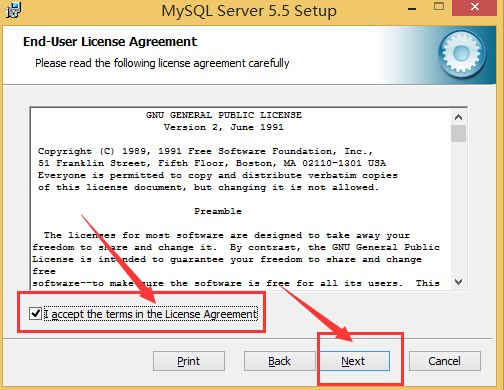 MySQL Server 5.5 Setup
End-User License Agreement
Please read the following license agreement carefully
GNU GENERAL PUBLIC LICENSE
Version 2, June 1991
Copyright (C) 1989, 1991 Free Software Foundation, Inc.,
51 Franklin Street, Fifth Floor, Boston, MA 02110-1301 USA
Everyone is permitted to copy and distribute verbatim copies
of this license document, but changing it is not allowed.
Preamble
The licenses for most software are designed to take away your
freedom to share and change it. By contrast, the GNU General Public
License is intended to guarantee your freedom to share and change
free
software--to make sure the software is free for all its users. This
I accept the terms in the License Agreement
Print Back Next Cancel